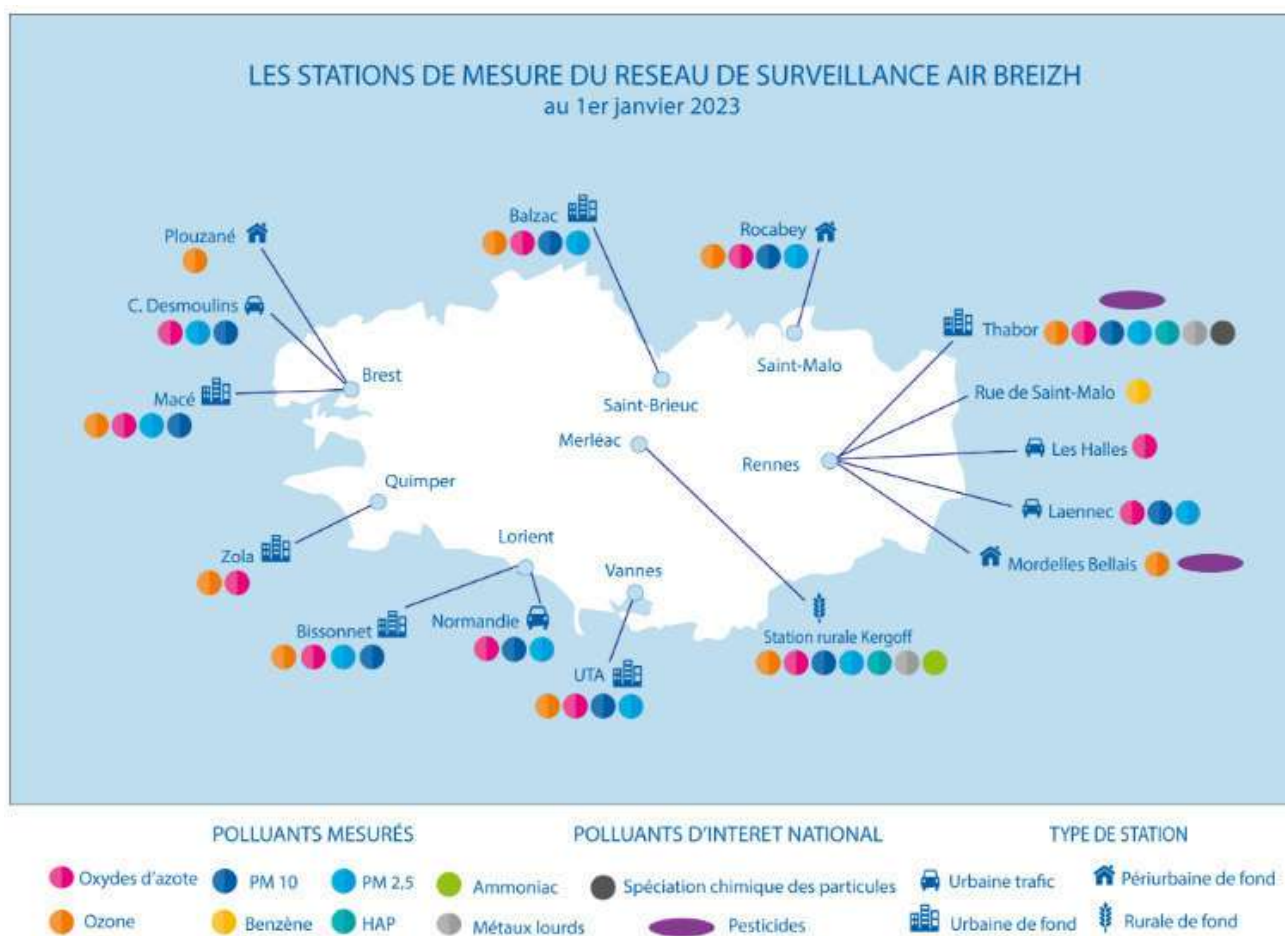 LES STATIONS DE MESURE DU RESEAU DE SURVEILLANCE AIR BREIZH
au 1er janvier 2023
Balzac
Rocabey
Plouzané
C. Desmoulins
Thabor
Saint-Malo
Brest
Macé
Rue de Saint-Malo
Saint-Brieuc
Merléac
Les Halles
Rennes
Quimper
Laennec
Lorient
Zola
Vannes
Mordelles Bellais
Bissonnet
Normandie
Station rurale Kergoff
UTA
POLLUANTS MESURÉS
POLLUANTS D'INTERET NATIONAL
TYPE DE STATION
Oxydes d'azote
PM 10
PM 2,5
Ammoniac
Spéciation chimique des particules
Urbaine trafic
Périurbaine de fond
Ozone
Benzène
HAP
Métaux lourds
Pesticides
Urbaine de fond
Rurale de fond